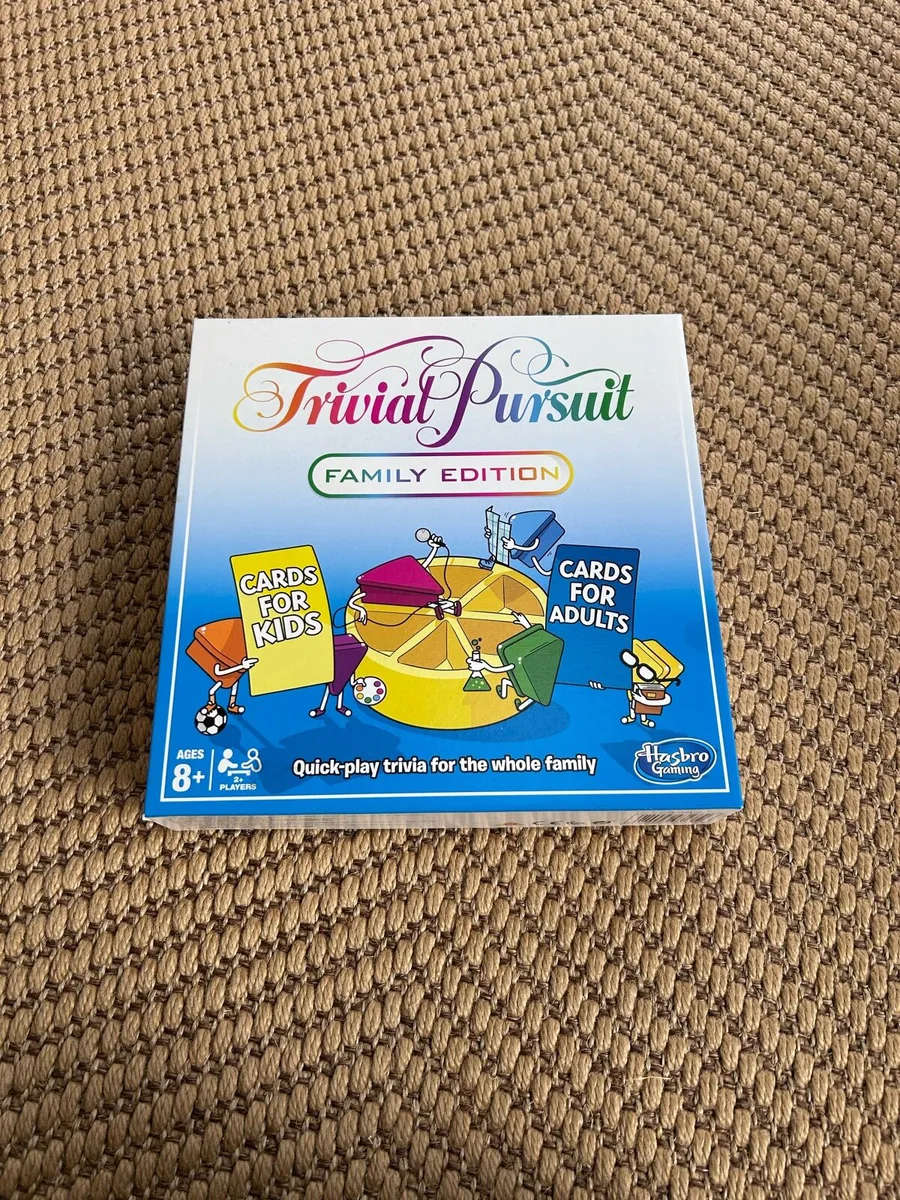 Trivial Pursuit
FAMILY EDITION
CARDS
FOR
KIDS
CARDS
FOR
ADULTS
AGES
8+
2+
PLAYERS
Quick-play trivia for the whole family
Hasbro
Gaming